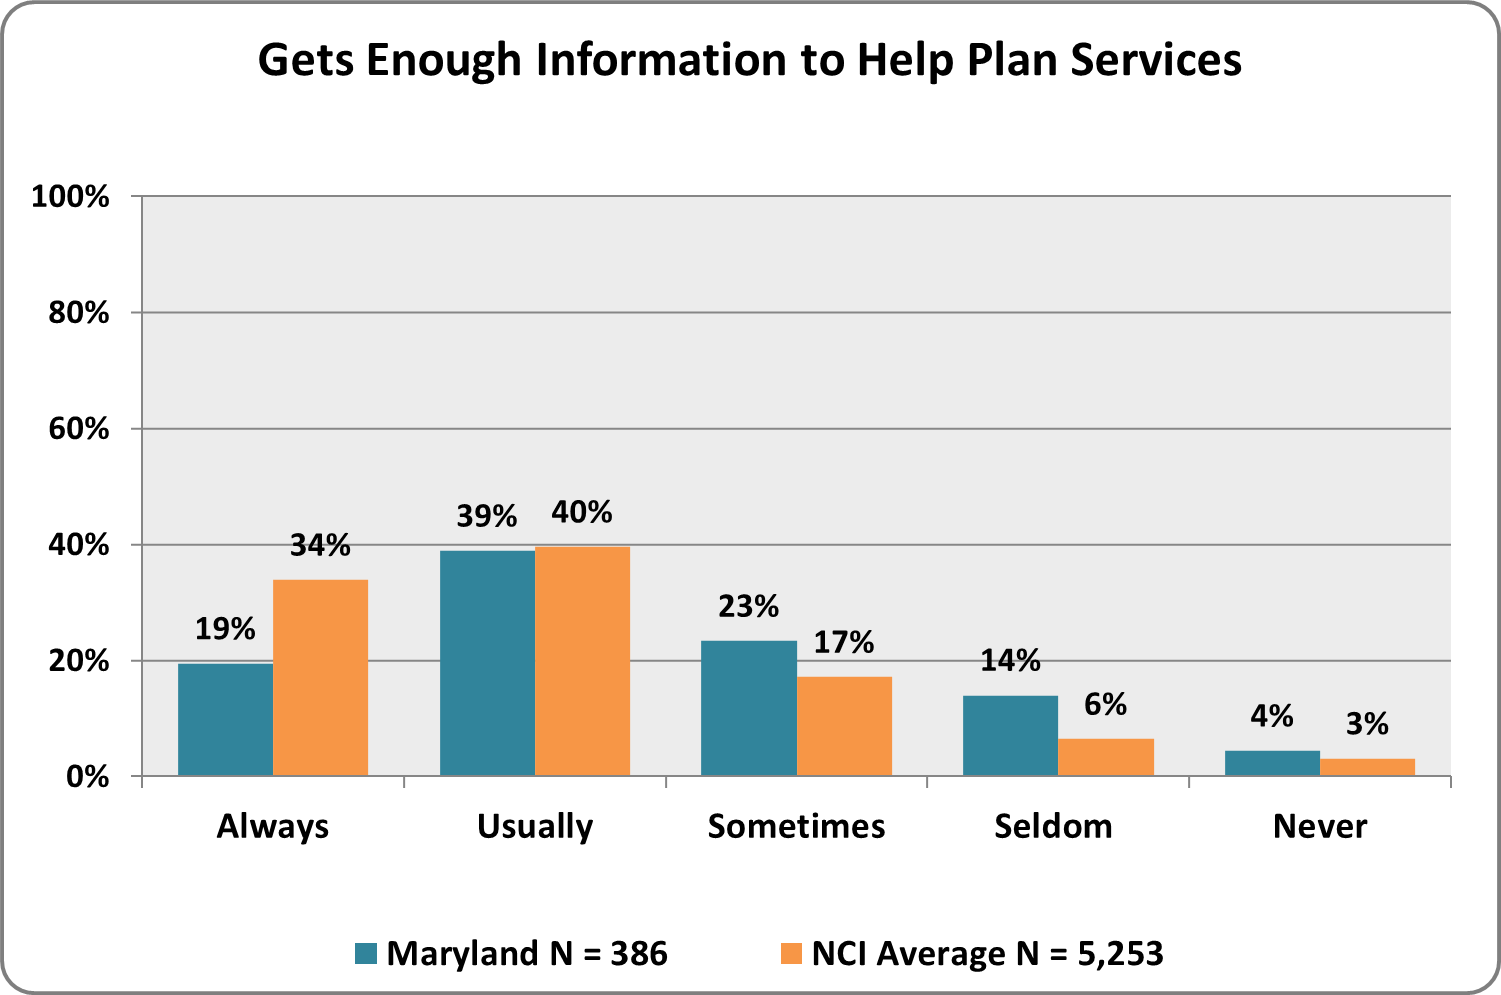 Gets Enough Information to Help Plan Services
100%
80%
60%
40%
20%
0%
19%
34%
39%
40%
23%
17%
14%
6%
4%
3%
Always
Usually
Sometimes
Seldom
Never
Maryland N = 386
NCI Average N = 5,253